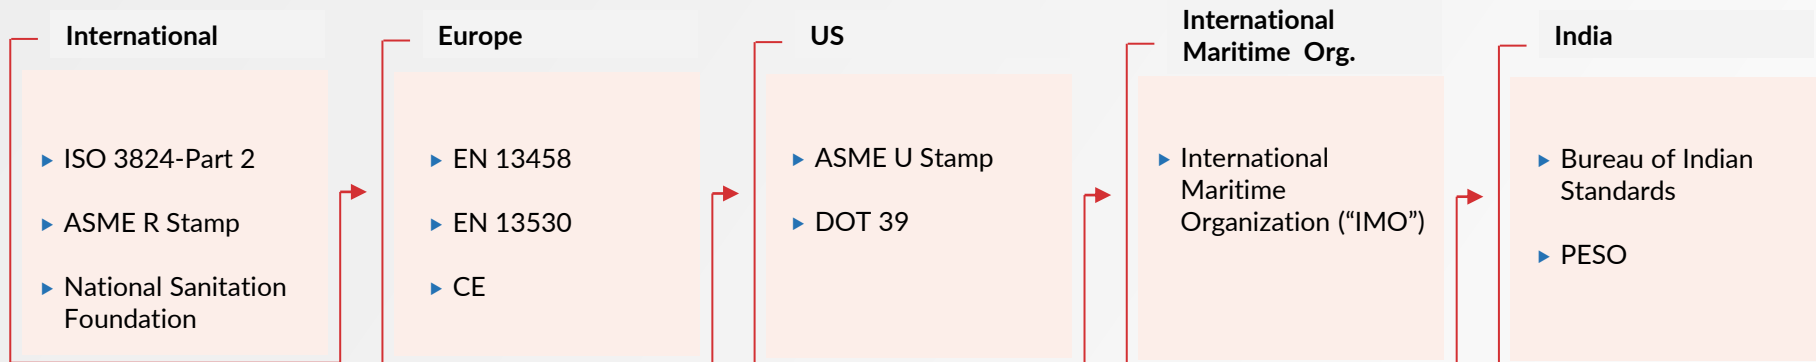 International
ISO 3824-Part 2
ASME R Stamp
National Sanitation
Foundation
Europe
EN 13458
EN 13530
CE
US
ASME U Stamp
DOT 39
International
Maritime Org.
International
Maritime
Organization (“IMO”)
India
Bureau of Indian
Standards
PESO